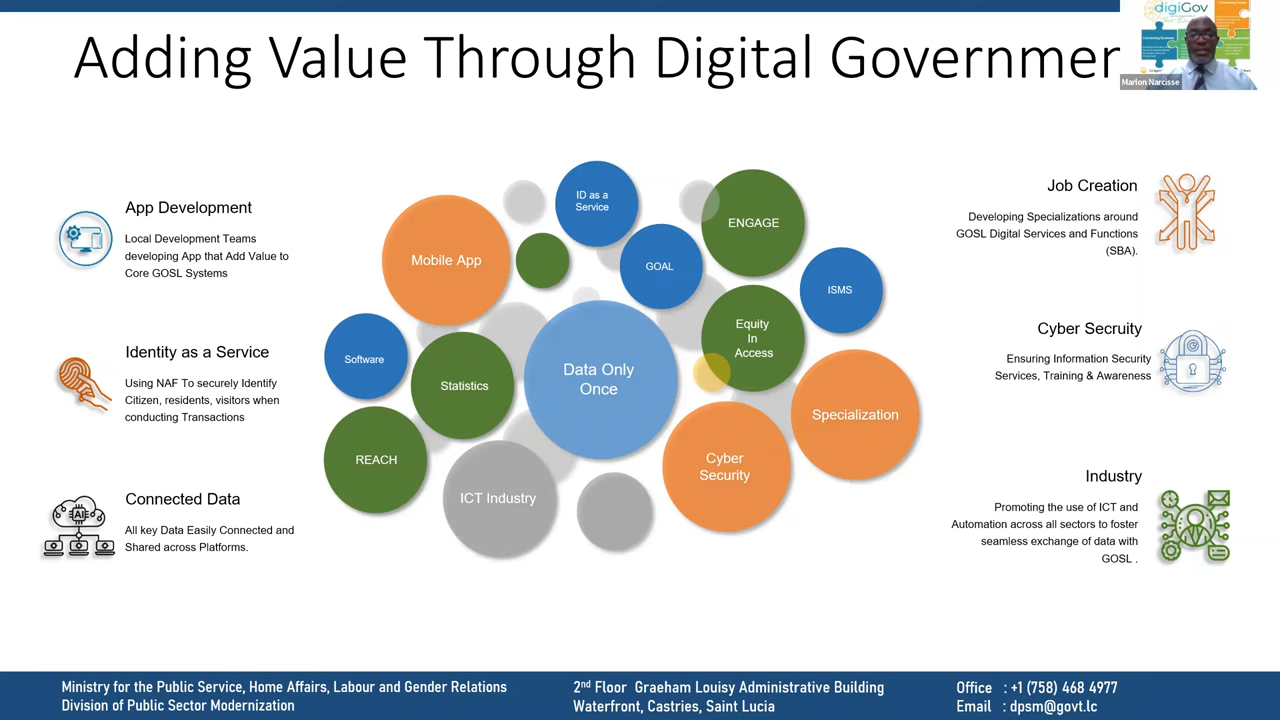 Adding Value Through Digital Governmen
digiGov
Marlon Narcisse
App Development
Local Development Teams
developing App that Add Value to
Core GOSL Systems
Identity as a Service
Using NAF To securely Identify
Citizen, residents, visitors when
conducting Transactions
Connected Data
All key Data Easily Connected and
Shared across Platforms.
AI
ID as a
Service
ENGAGE
Mobile App
GOAL
ISMS
Equity
In
Access
Software
Data Only
Once
Statistics
Specialization
REACH
Cyber
Security
ICT Industry
Job Creation
Developing Specializations around
GOSL Digital Services and Functions
(SBA).
Cyber Secruity
Ensuring Information Security
Services, Training & Awareness
Industry
Promoting the use of ICT and
Automation across all sectors to foster
seamless exchange of data with
GOSL .
Ministry for the Public Service, Home Affairs, Labour and Gender Relations
Division of Public Sector Modernization
2nd Floor Graeham Louisy Administrative Building
Waterfront, Castries, Saint Lucia
Office : +1 (758) 468 4977
Email : dpsm@govt.lc